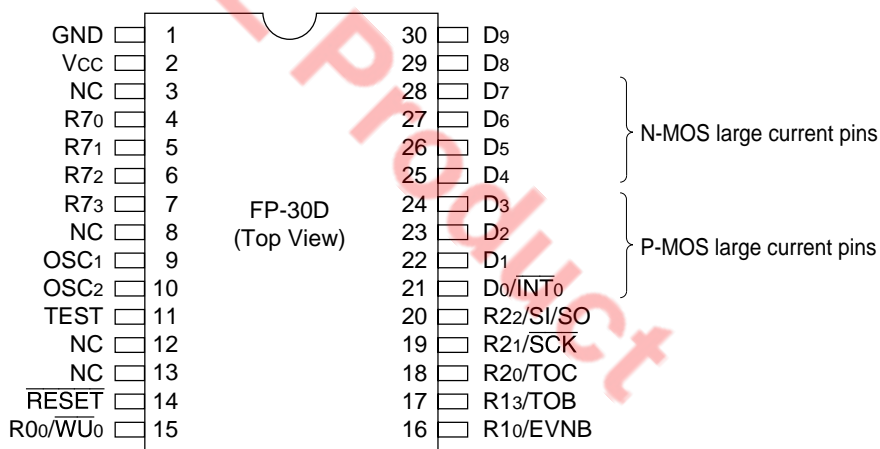 GND 1 30 D9
VCC 2 29 D8
NC 3 28 D7
R70 4 27 D6
R71 5 26 D5
R72 6 25 D4
N-MOS large current pins
R73 7 24 D3
NC 8 23 D2
OSC1 9 22 D1
OSC2 10 21 D0/INT0
P-MOS large current pins
FP-30D
(Top View)
TEST 11 20 R22/SI/SO
NC 12 19 R21/SCK
NC 13 18 R20/TOC
RESET 14 17 R13/TOB
R00/WU0 15 16 R10/EVNB
Product